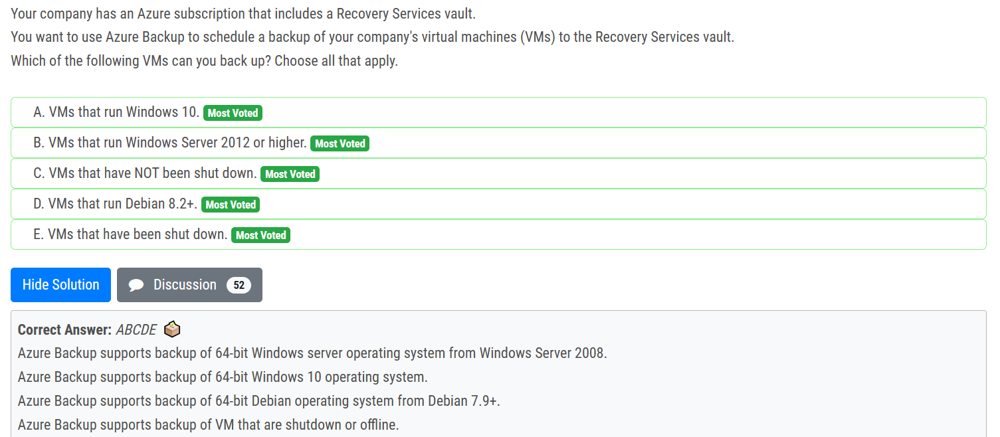 Your company has an Azure subscription that includes a Recovery Services vault.
You want to use Azure Backup to schedule a backup of your company's virtual machines (VMs) to the Recovery Services vault.
Which of the following VMs can you back up? Choose all that apply.
A. VMs that run Windows 10. Most Voted
B. VMs that run Windows Server 2012 or higher. Most Voted
C. VMs that have NOT been shut down. Most Voted
D. VMs that run Debian 8.2+. Most Voted
E. VMs that have been shut down. Most Voted
Hide Solution Discussion 52
Correct Answer: ABCDE
Azure Backup supports backup of 64-bit Windows server operating system from Windows Server 2008.
Azure Backup supports backup of 64-bit Windows 10 operating system.
Azure Backup supports backup of 64-bit Debian operating system from Debian 7.9+.
Azure Backup supports backup of VM that are shutdown or offline.